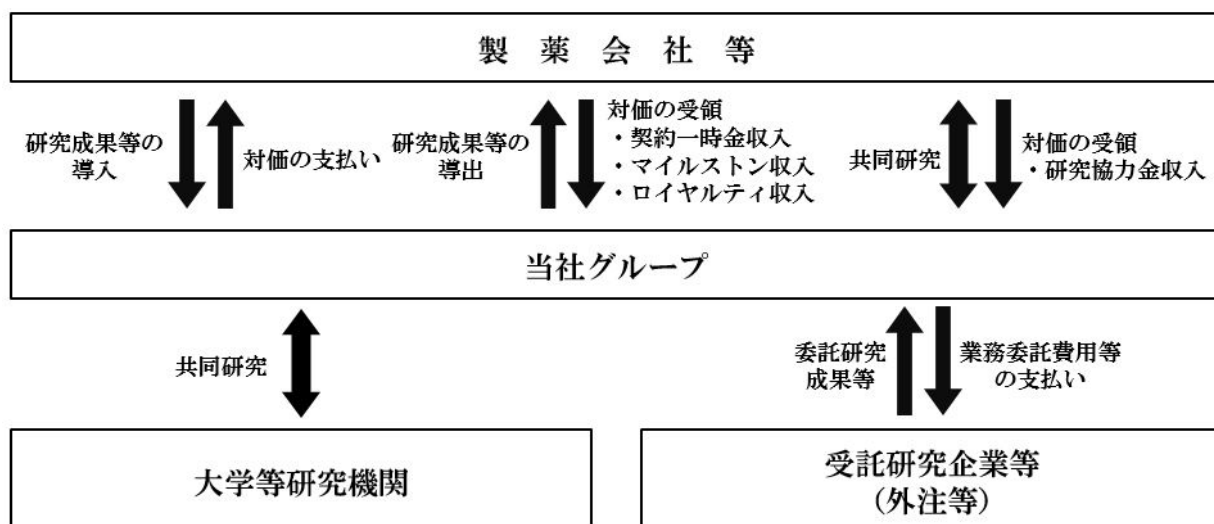 製薬会社等
研究成果等の
導入
対価の支払い
研究成果等の
導出
対価の受領
・契約一時金収入
・マイルストン収入
・ロイヤルティ収入
共同研究
対価の受領
・研究協力金収入
当社グループ
共同研究
委託研究
成果等
業務委託費用等
の支払い
大学等研究機関
受託研究企業等
（外注等）